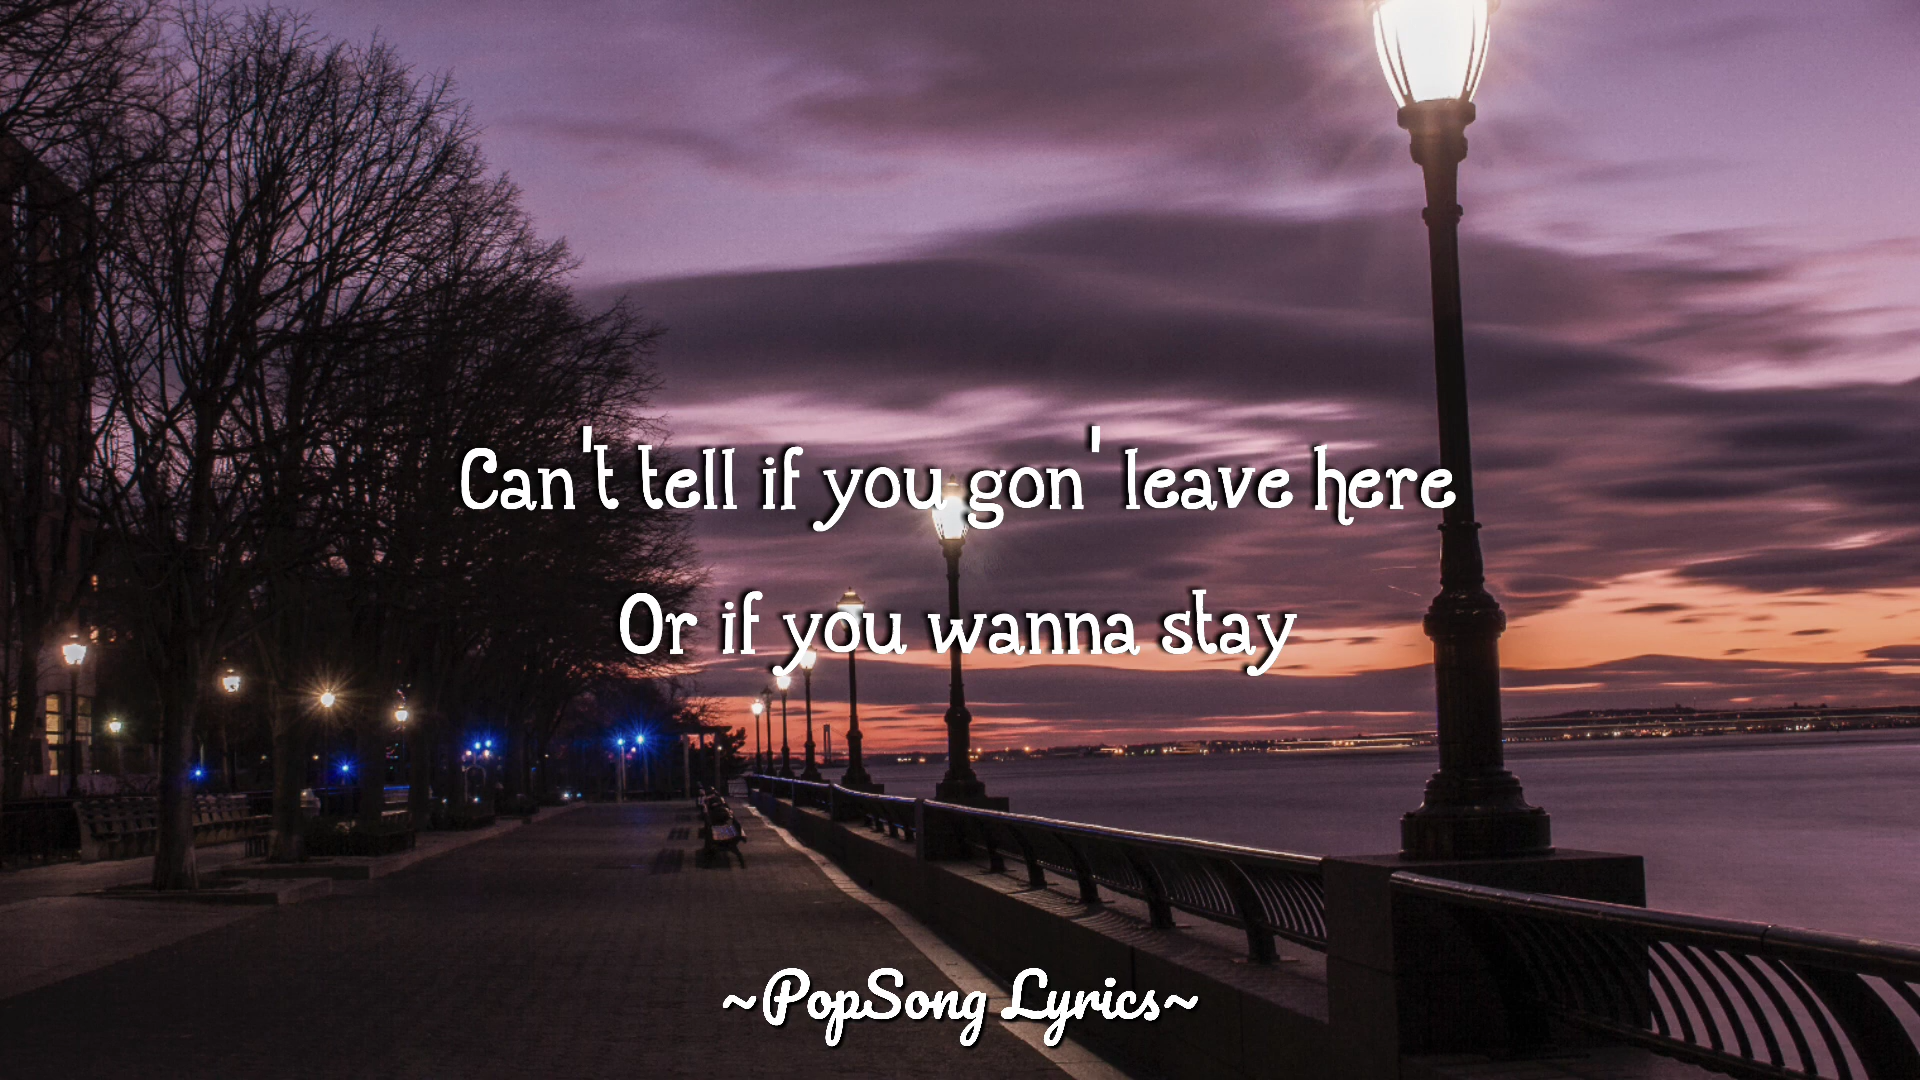 Can't tell if you gon' leave here
Or if you wanna stay
~PopSong Lyrics~